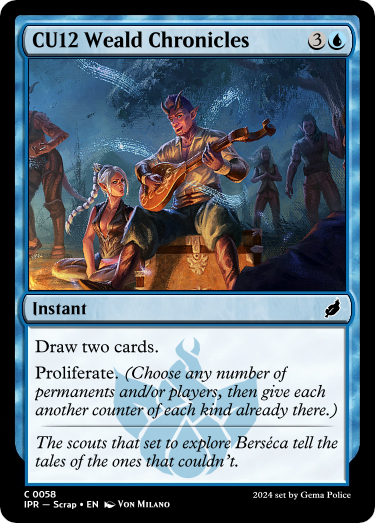 CU12 Weald Chronicles 3
Instant
Draw two cards.
Proliferate. (Choose any number of
permanents and/or players, then give each
another counter of each kind already there.)
The scouts that set to explore Berséca tell the
tales of the ones that couldn't.
C 0058
IPR — Scrap • EN Von Milano
2024 set by Gema Police